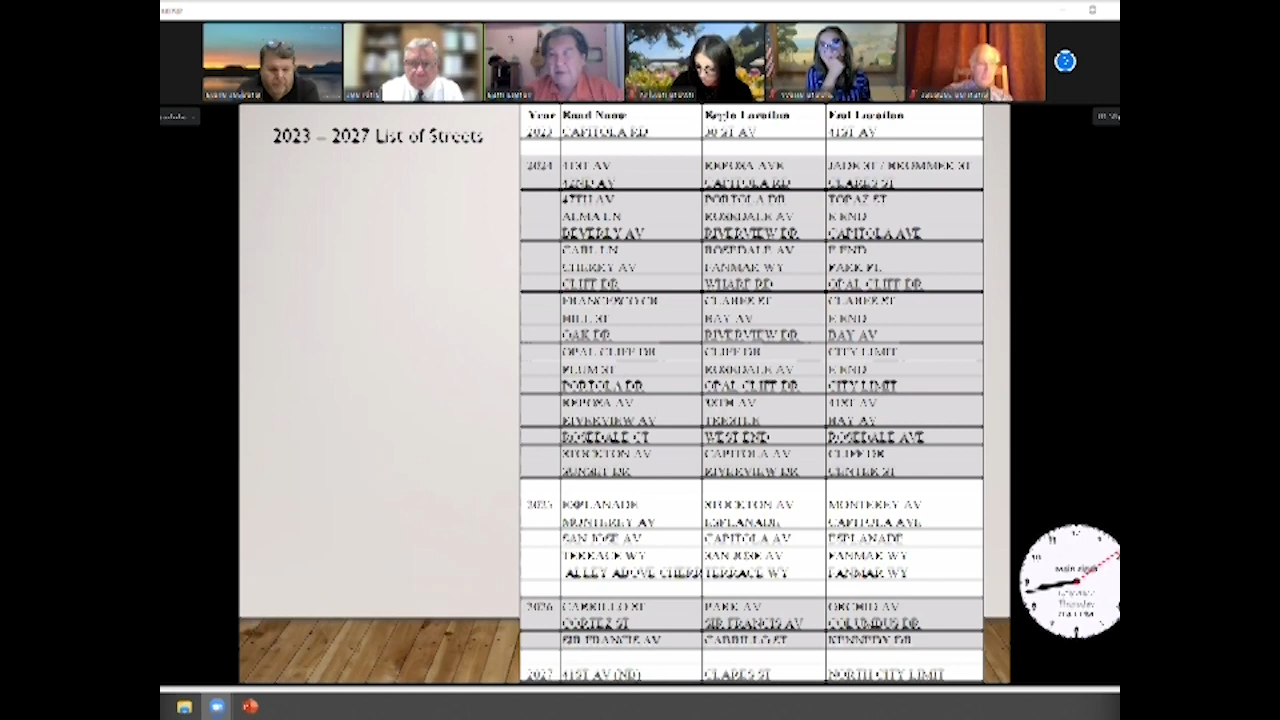 2023 – 2027 List of Streets
Year Road Name Begin Location End Location
2023 CAPITOLA RD 30 ST AV 41ST AV
2024 41ST AV REPOSA AVE JADE ST / BROMMER ST
42ND AV CAPITOLA RD CLARES ST
47TH AV PORTOLA DR TOPAZ ST
ALMA LN ROSEDALE AV E END
BEVERLY AV RIVERVIEW DR CAPITOLA AVE
CARL LN ROSEDALE AV E END
CHERRY AV FANMAR WY PARK PL
CLIFF DR WHARF RD OPAL CLIFF DR
FRANCESCO CR CLARES ST CLARES ST
HILL ST BAY AV E END
OAK DR RIVERVIEW DR BAY AV
OPAL CLIFF DR CLIFF DR CITY LIMIT
PLUM ST ROSEDALE AV E END
PORTOLA DR OPAL CLIFF DR CITY LIMIT
REPOSA AV 38TH AV 41ST AV
RIVERVIEW AV TRESTLE BAY AV
ROSEDALE CT WEST END ROSEDALE AVE
STOCKTON AV CAPITOLA AV CLIFF DR
SUNSET DR RIVERVIEW DR CENTER ST
2025 ESPLANADE STOCKTON AV MONTEREY AV
MONTEREY AV ESPLANADE CAPITOLA AVE
SAN JOSE AV CAPITOLA AV ESPLANADE
TERRACE WY SAN JOSE AV FANMAR WY
ALLEY ABOVE CHERR TERRACE WY FANMAR WY
2026 CABRILLO ST PARK AV ORCHID AV
CORTEZ ST SIR FRANCIS AV COLUMBUS DR
SIR FRANCIS AV CABRILLO ST KENNEDY DR
2027 41ST AV (NB) CLARES ST NORTH CITY LIMIT
Thursday